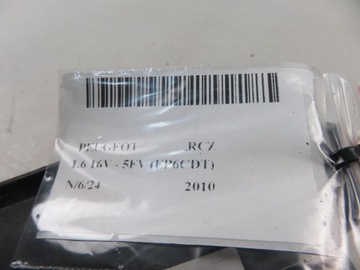 PEUGEOT RCZ
1.6 16V - 5FV (EP6CDT)
N/6/24 2010